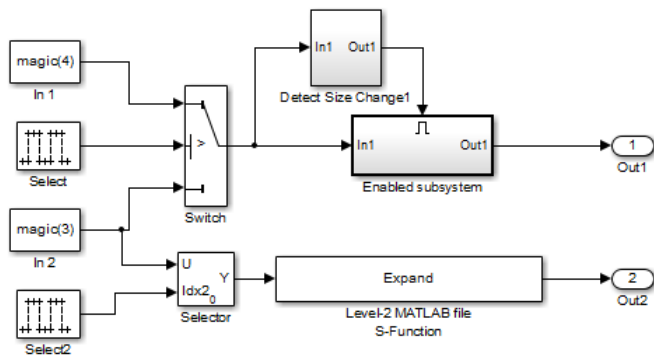 magic(4)
In 1
In1
Out1
Detect Size Change1
Select
>
Switch
In1
Out1
Enabled subsystem
1
Out1
magic(3)
In 2
U
Idx2
0
Y
Selector
Expand
Level-2 MATLAB file
S-Function
2
Out2
Select2